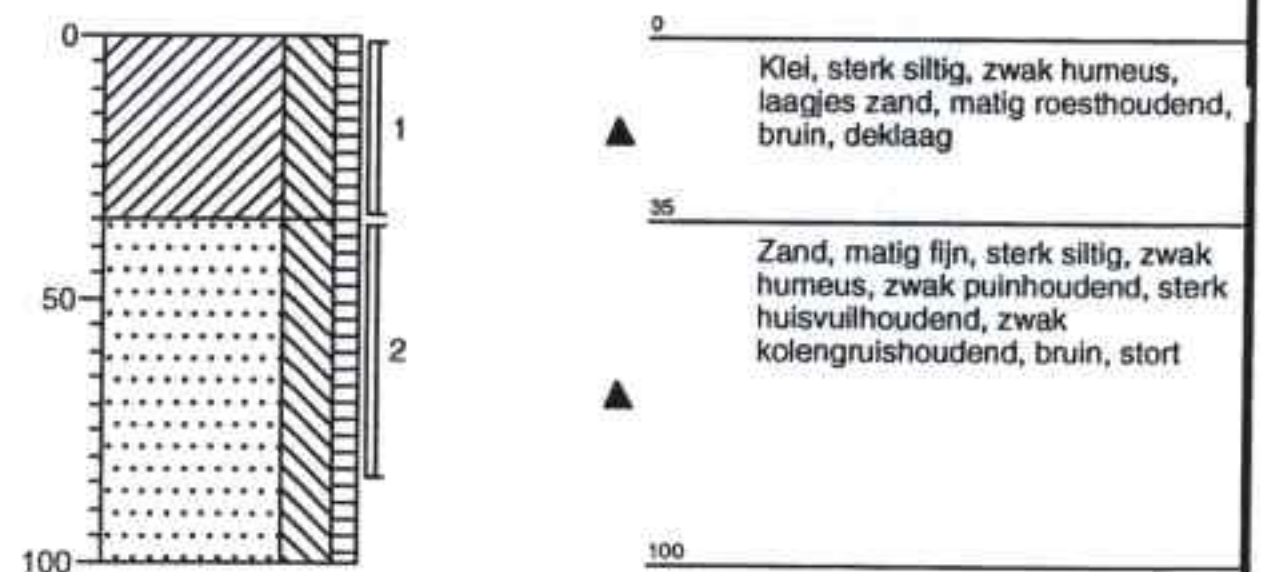 0
50
100
1
2
0
Klei, sterk siltig, zwak humeus,
laagjes zand, matig roesthoudend,
bruin, deklaag
35
Zand, matig fijn, sterk siltig, zwak
humeus, zwak puinhoudend, sterk
huisvuilhoudend, zwak
kolengruishoudend, bruin, stort
100